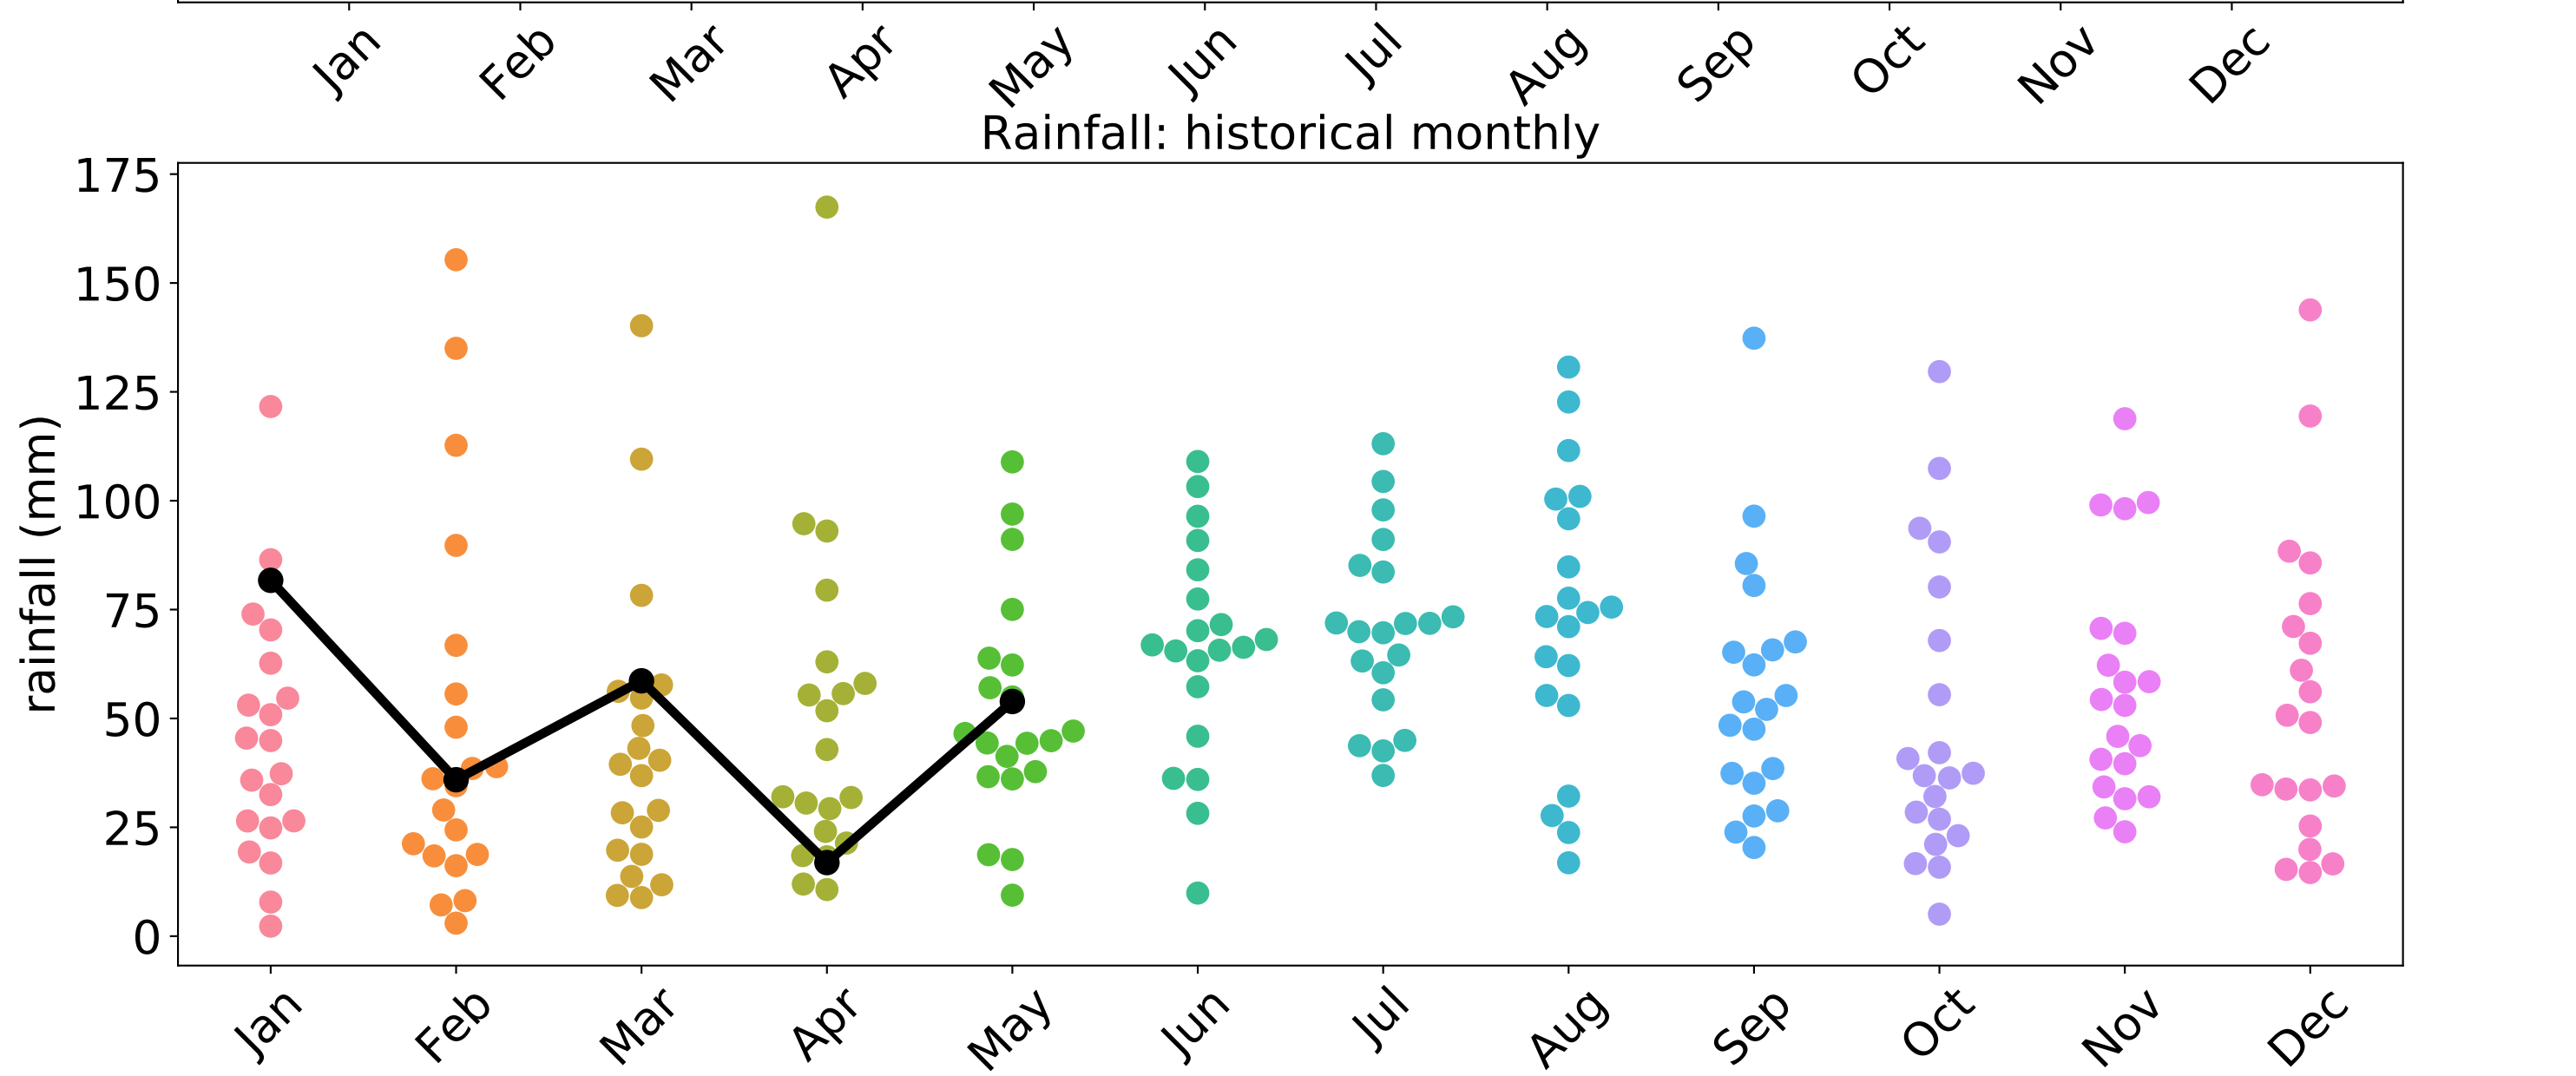 Jan Feb Mar Apr May Jun Jul Aug Sep Oct Nov Dec
Rainfall: historical monthly
175
150
125
100
75
50
25
0
rainfall (mm)
Jan Feb Mar Apr May Jun Jul Aug Sep Oct Nov Dec